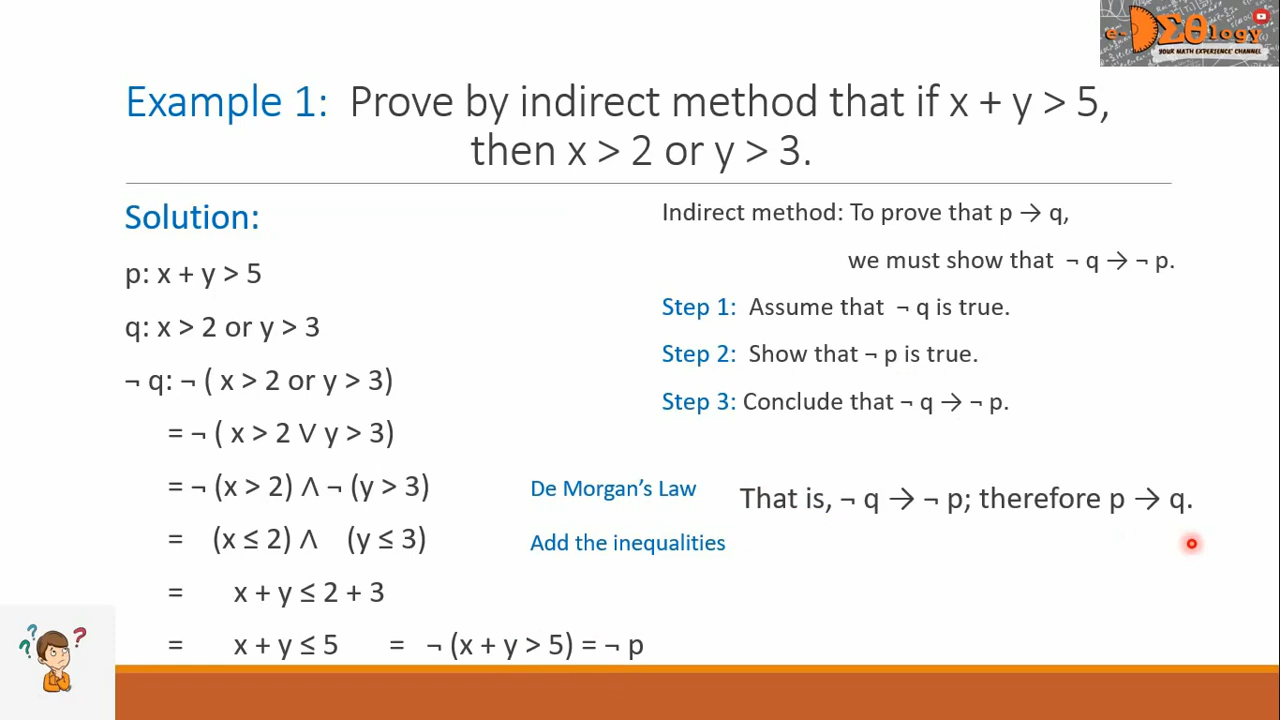 e-DΣθlogy
YOUR MATH EXPERIENCE CHANNEL
Example 1: Prove by indirect method that if x + y > 5,
then x > 2 or y > 3.
Solution:
p: x + y > 5
q: x > 2 or y > 3
¬ q: ¬ ( x > 2 or y > 3)
= ¬ ( x > 2 ∨ y > 3)
= ¬ (x > 2) ∧ ¬ (y > 3) De Morgan's Law
= (x ≤ 2) ∧ (y ≤ 3) Add the inequalities
= x + y ≤ 2 + 3
= x + y ≤ 5 = ¬ (x + y > 5) = ¬ p
Indirect method: To prove that p → q,
we must show that ¬ q → ¬ p.
Step 1: Assume that ¬ q is true.
Step 2: Show that ¬ p is true.
Step 3: Conclude that ¬ q → ¬ p.
That is, ¬ q → ¬ p; therefore p → q.
? ? ?